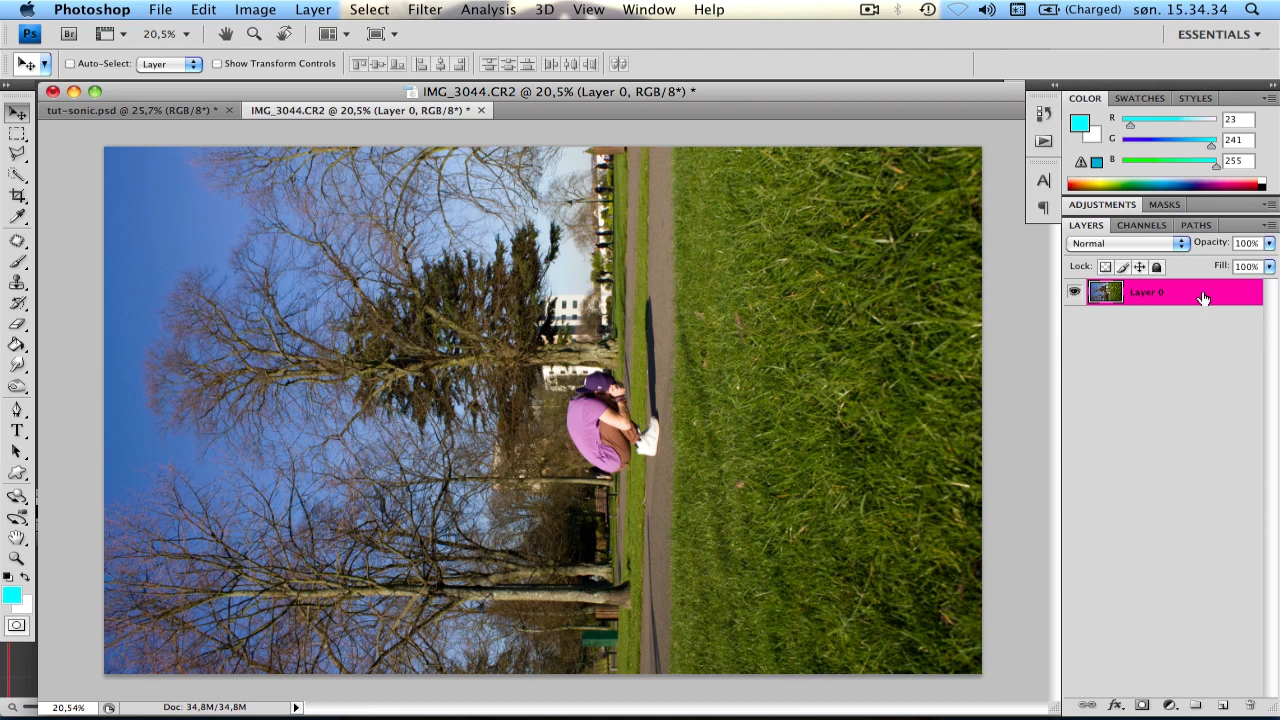 Photoshop File Edit Image Layer Select Filter Analysis 3D View Window Help (Charged) søn. 15.34.34
Ps Br 20,5% ESSENTIALS
Auto-Select: Layer Show Transform Controls
IMG_3044.CR2 @ 20,5% (Layer 0, RGB/8*) *
tut-sonic.psd @ 25,7% (RGB/8*) * IMG_3044.CR2 @ 20,5% (Layer 0, RGB/8*) *
COLOR SWATCHES STYLES
R 23
G 241
B 255
ADJUSTMENTS MASKS
LAYERS CHANNELS PATHS
Normal Opacity: 100%
Lock: Fill: 100%
Layer 0
20,54% Doc: 34,8M/34,8M